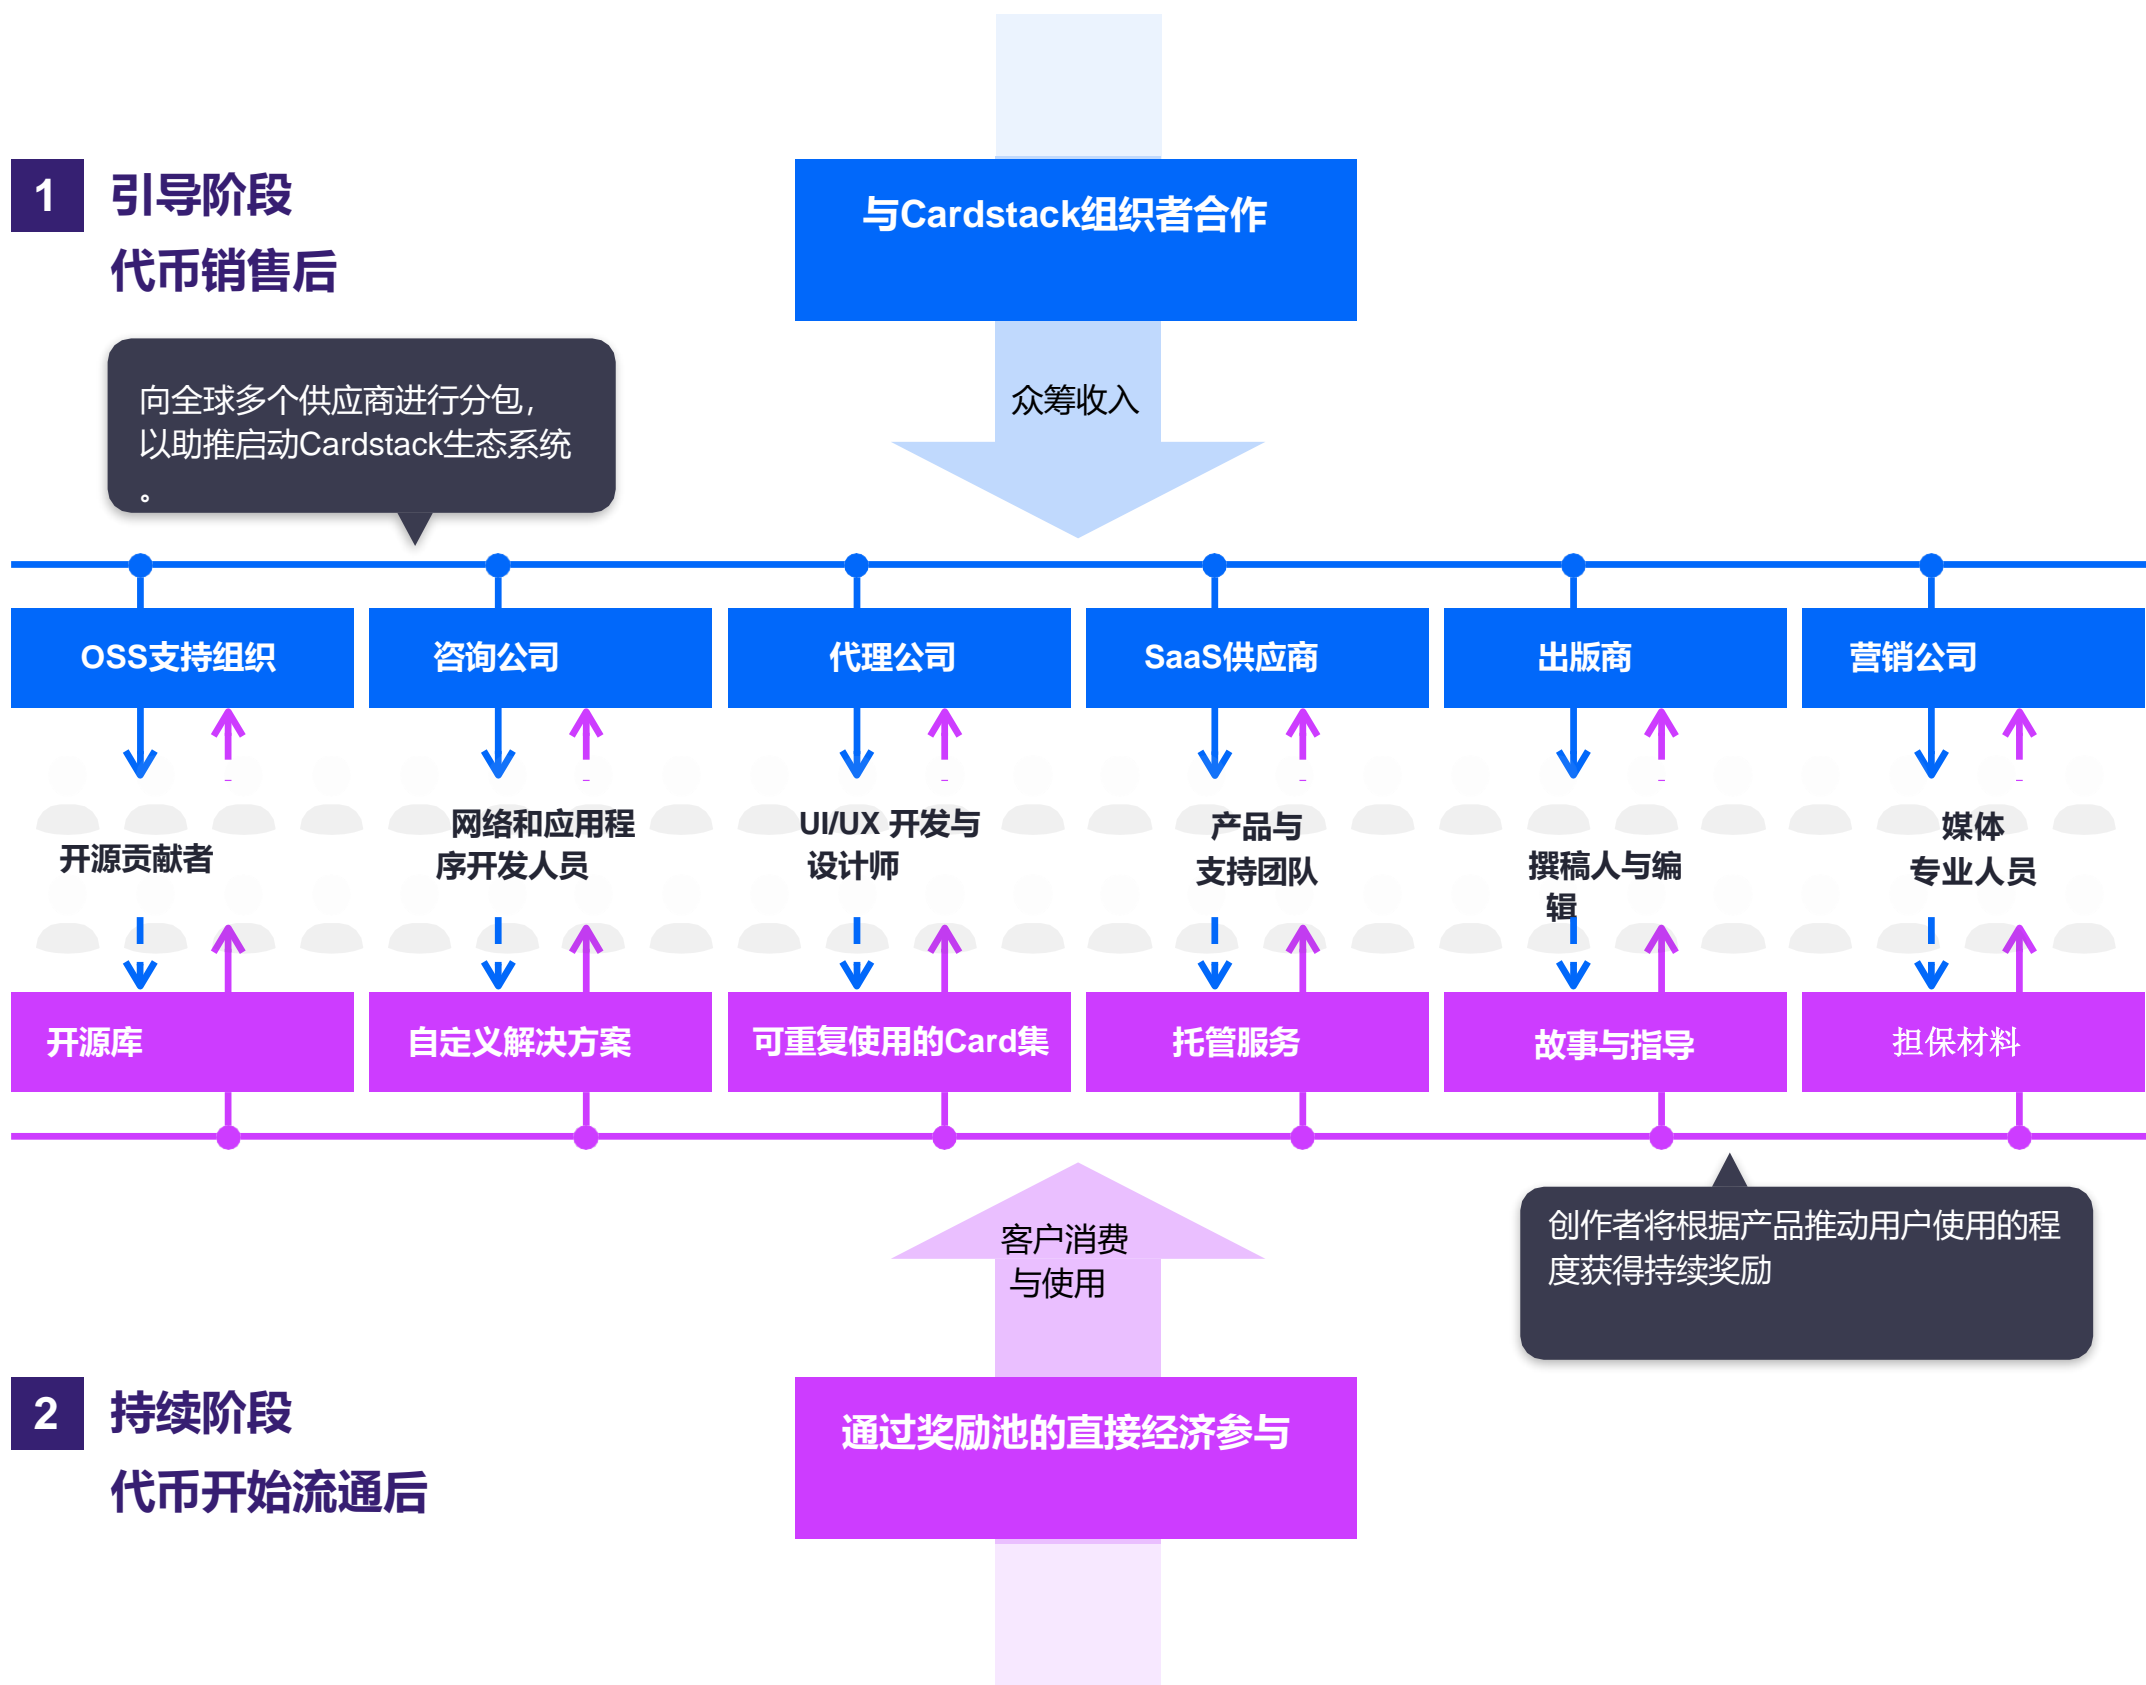 1
引导阶段
代币销售后
与Cardstack组织者合作
向全球多个供应商进行分包，
以助推启动Cardstack生态系统
。
众筹收入
OSS支持组织
咨询公司
代理公司
SaaS供应商
出版商
营销公司
开源贡献者
网络和应用程
序开发人员
UI/UX 开发与
设计师
产品与
支持团队
撰稿人与编
辑
媒体
专业人员
开源库
自定义解决方案
可重复使用的Card集
托管服务
故事与指导
担保材料
客户消费
与使用
创作者将根据产品推动用户使用的程
度获得持续奖励
2
持续阶段
代币开始流通后
通过奖励池的直接经济参与